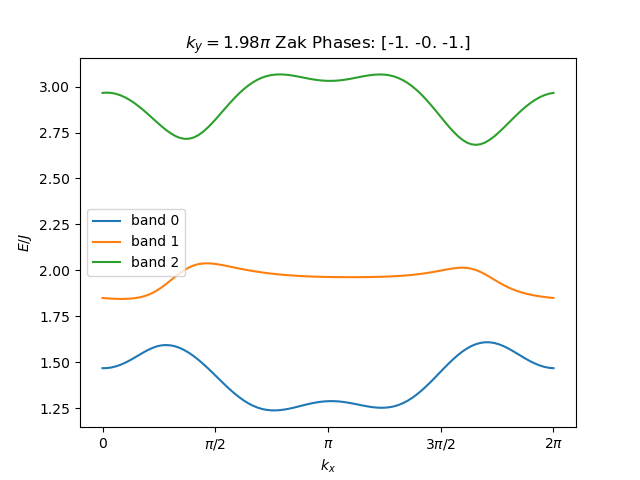 $k_y = 1.98\pi$ Zak Phases: [-1. -0. -1.]
3.00
2.75
2.50
2.25
2.00
1.75
1.50
1.25
E/J
band 0
band 1
band 2
0 π/2 π 3π/2 2π
$k_x$